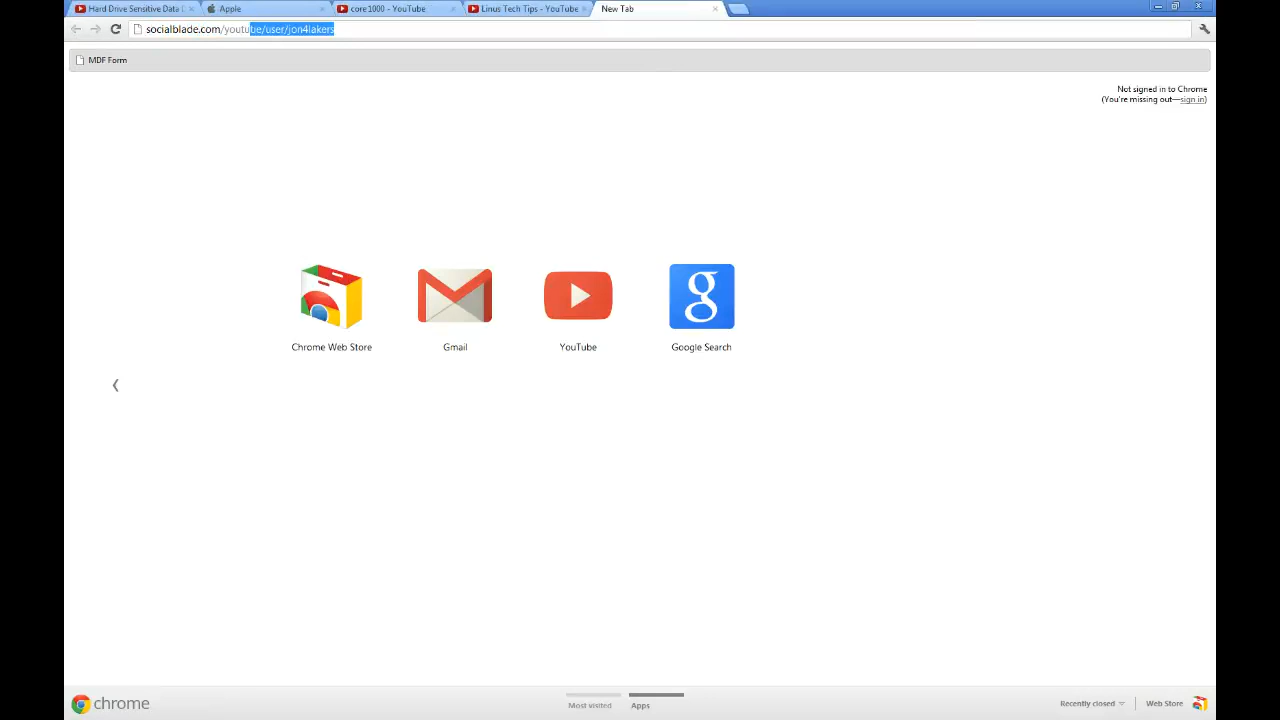 Hard Drive Sensitive Data
Apple
core1000 - YouTube
Linus Tech Tips - YouTube
New Tab
socialblade.com/youtube/user/jon4lakers
MDF Form
Not signed in to Chrome
(You're missing out—sign in)
Chrome Web Store
Gmail
YouTube
Google Search
chrome
Most visited
Apps
Recently closed
Web Store